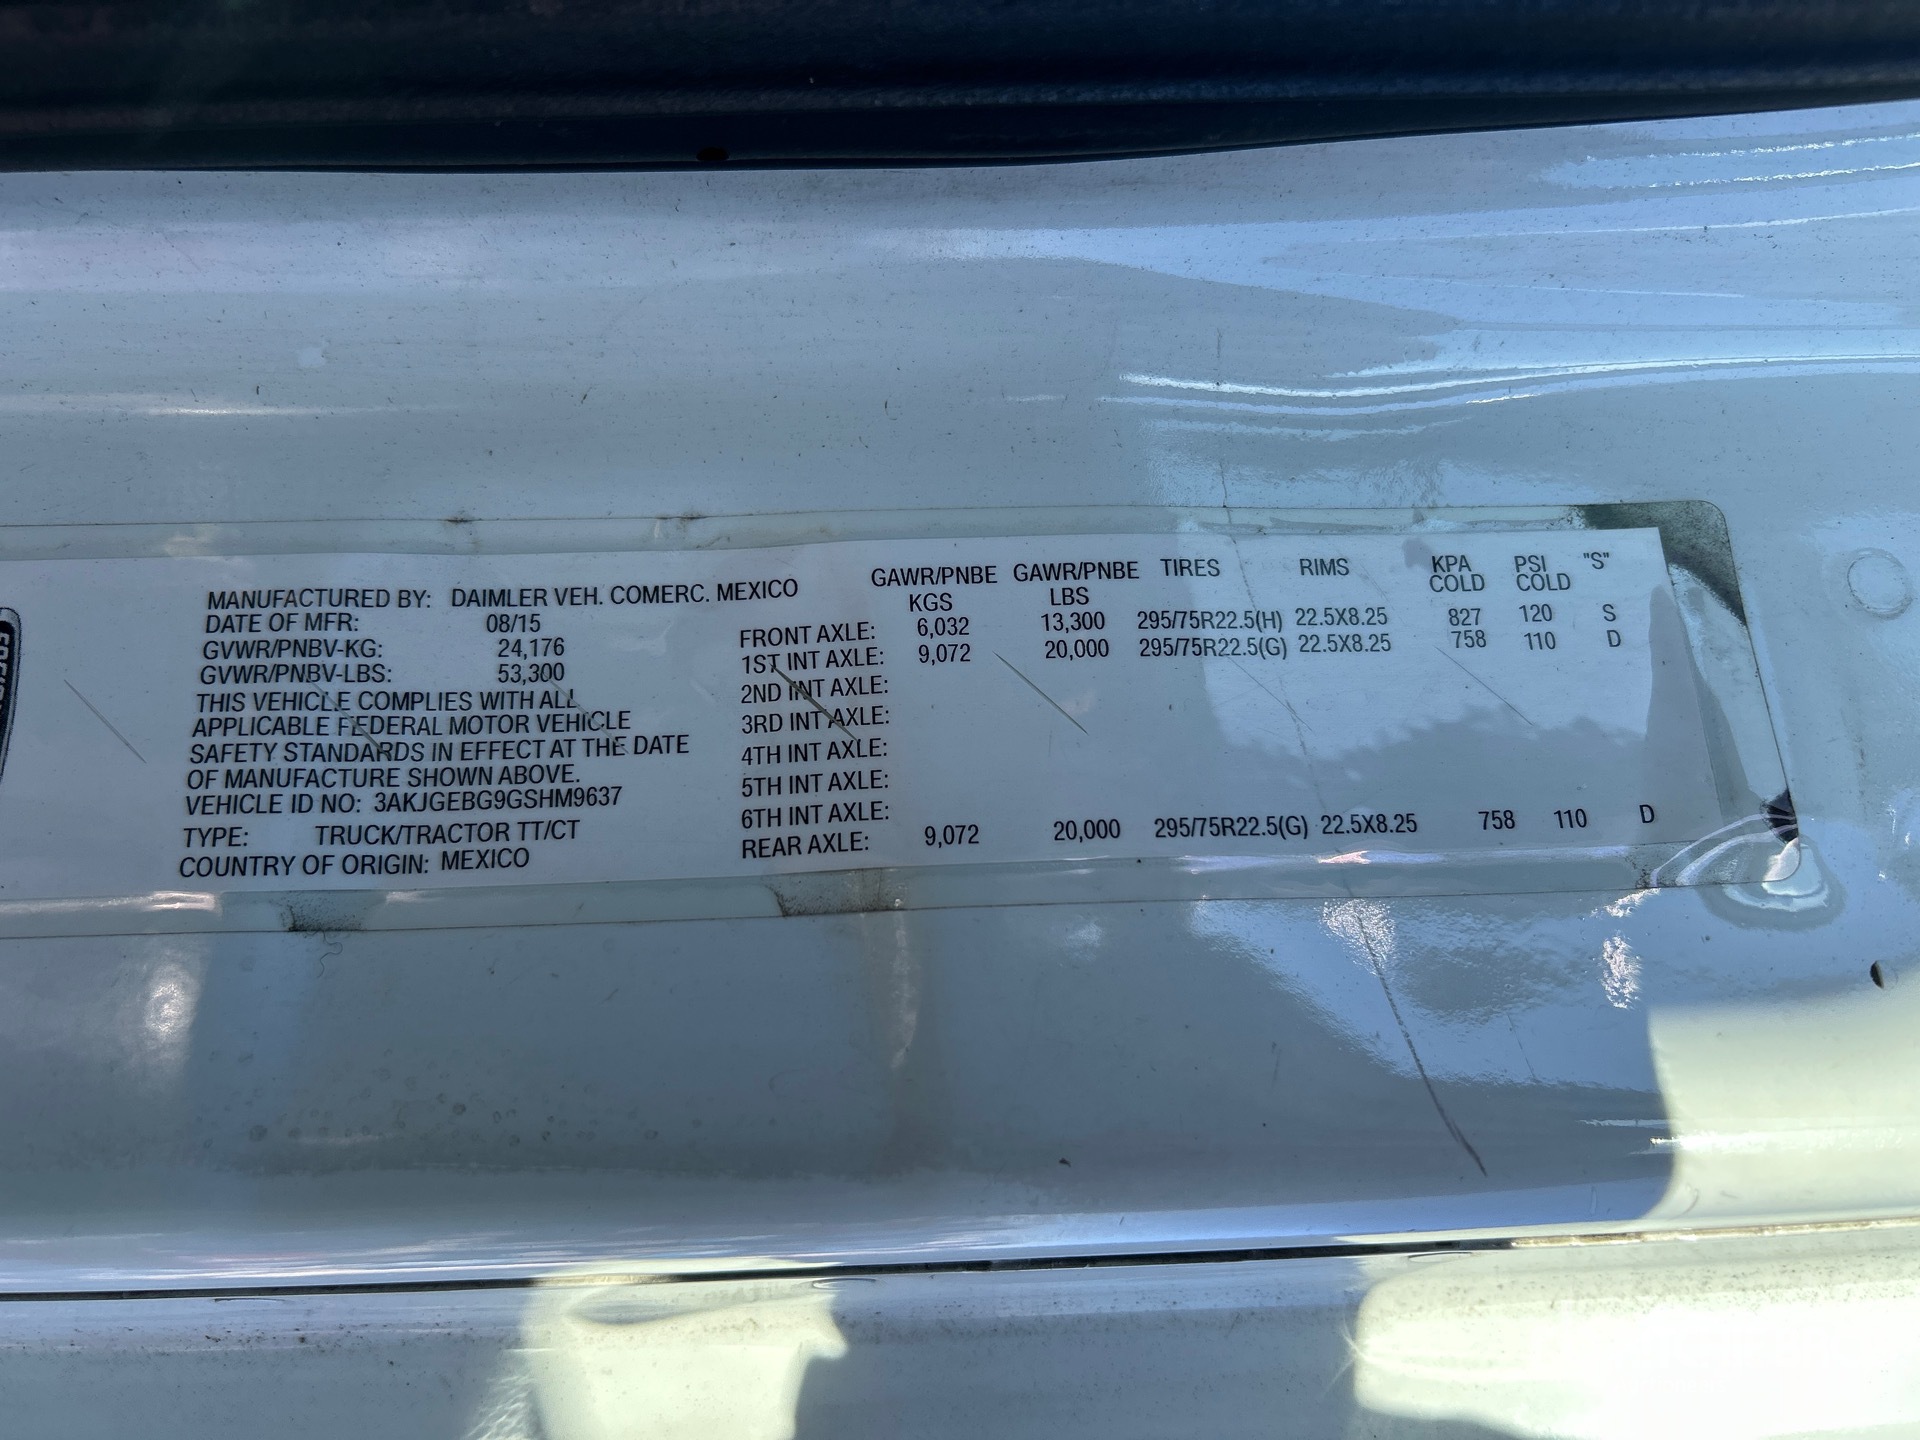 MANUFACTURED BY: DAIMLER VEH. COMERC. MEXICO
DATE OF MFR: 08/15
GVWR/PNBV-KG: 24,176
GVWR/PNBV-LBS: 53,300
THIS VEHICLE COMPLIES WITH ALL
APPLICABLE FEDERAL MOTOR VEHICLE
SAFETY STANDARDS IN EFFECT AT THE DATE
OF MANUFACTURE SHOWN ABOVE.
VEHICLE ID NO: 3AKJGEBG9GSHM9637
TYPE: TRUCK/TRACTOR TT/CT
COUNTRY OF ORIGIN: MEXICO
GAWR/PNBE KGS GAWR/PNBE LBS TIRES RIMS KPA COLD PSI COLD "S"
FRONT AXLE: 6,032 13,300 295/75R22.5(H) 22.5X8.25 827 120 S
1ST INT AXLE: 9,072 20,000 295/75R22.5(G) 22.5X8.25 758 110 D
2ND INT AXLE:
3RD INT AXLE:
4TH INT AXLE:
5TH INT AXLE:
6TH INT AXLE:
REAR AXLE: 9,072 20,000 295/75R22.5(G) 22.5X8.25 758 110 D